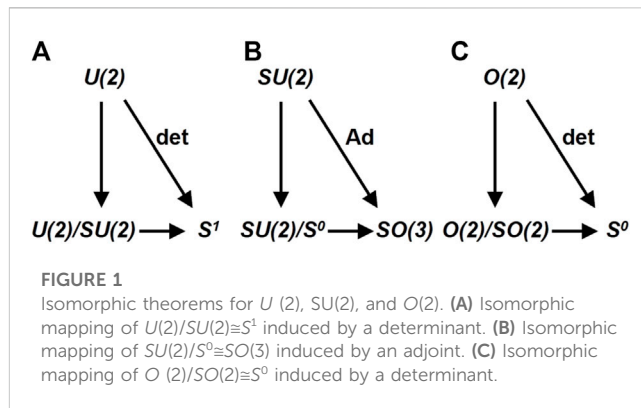 A B C
U(2) SU(2) O(2)
det Ad det
U(2)/SU(2) S¹ SU(2)/S⁰ SO(3) O(2)/SO(2) S⁰
FIGURE 1
Isomorphic theorems for U (2), SU(2), and O(2). (A) Isomorphic
mapping of U(2)/SU(2)≅S¹ induced by a determinant. (B) Isomorphic
mapping of SU(2)/S⁰≅SO(3) induced by an adjoint. (C) Isomorphic
mapping of O (2)/SO(2)≅S⁰ induced by a determinant.